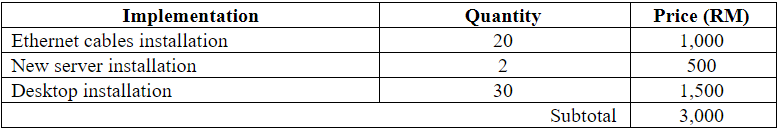 Implementation Quantity Price (RM)
Ethernet cables installation 20 1,000
New server installation 2 500
Desktop installation 30 1,500
Subtotal 3,000